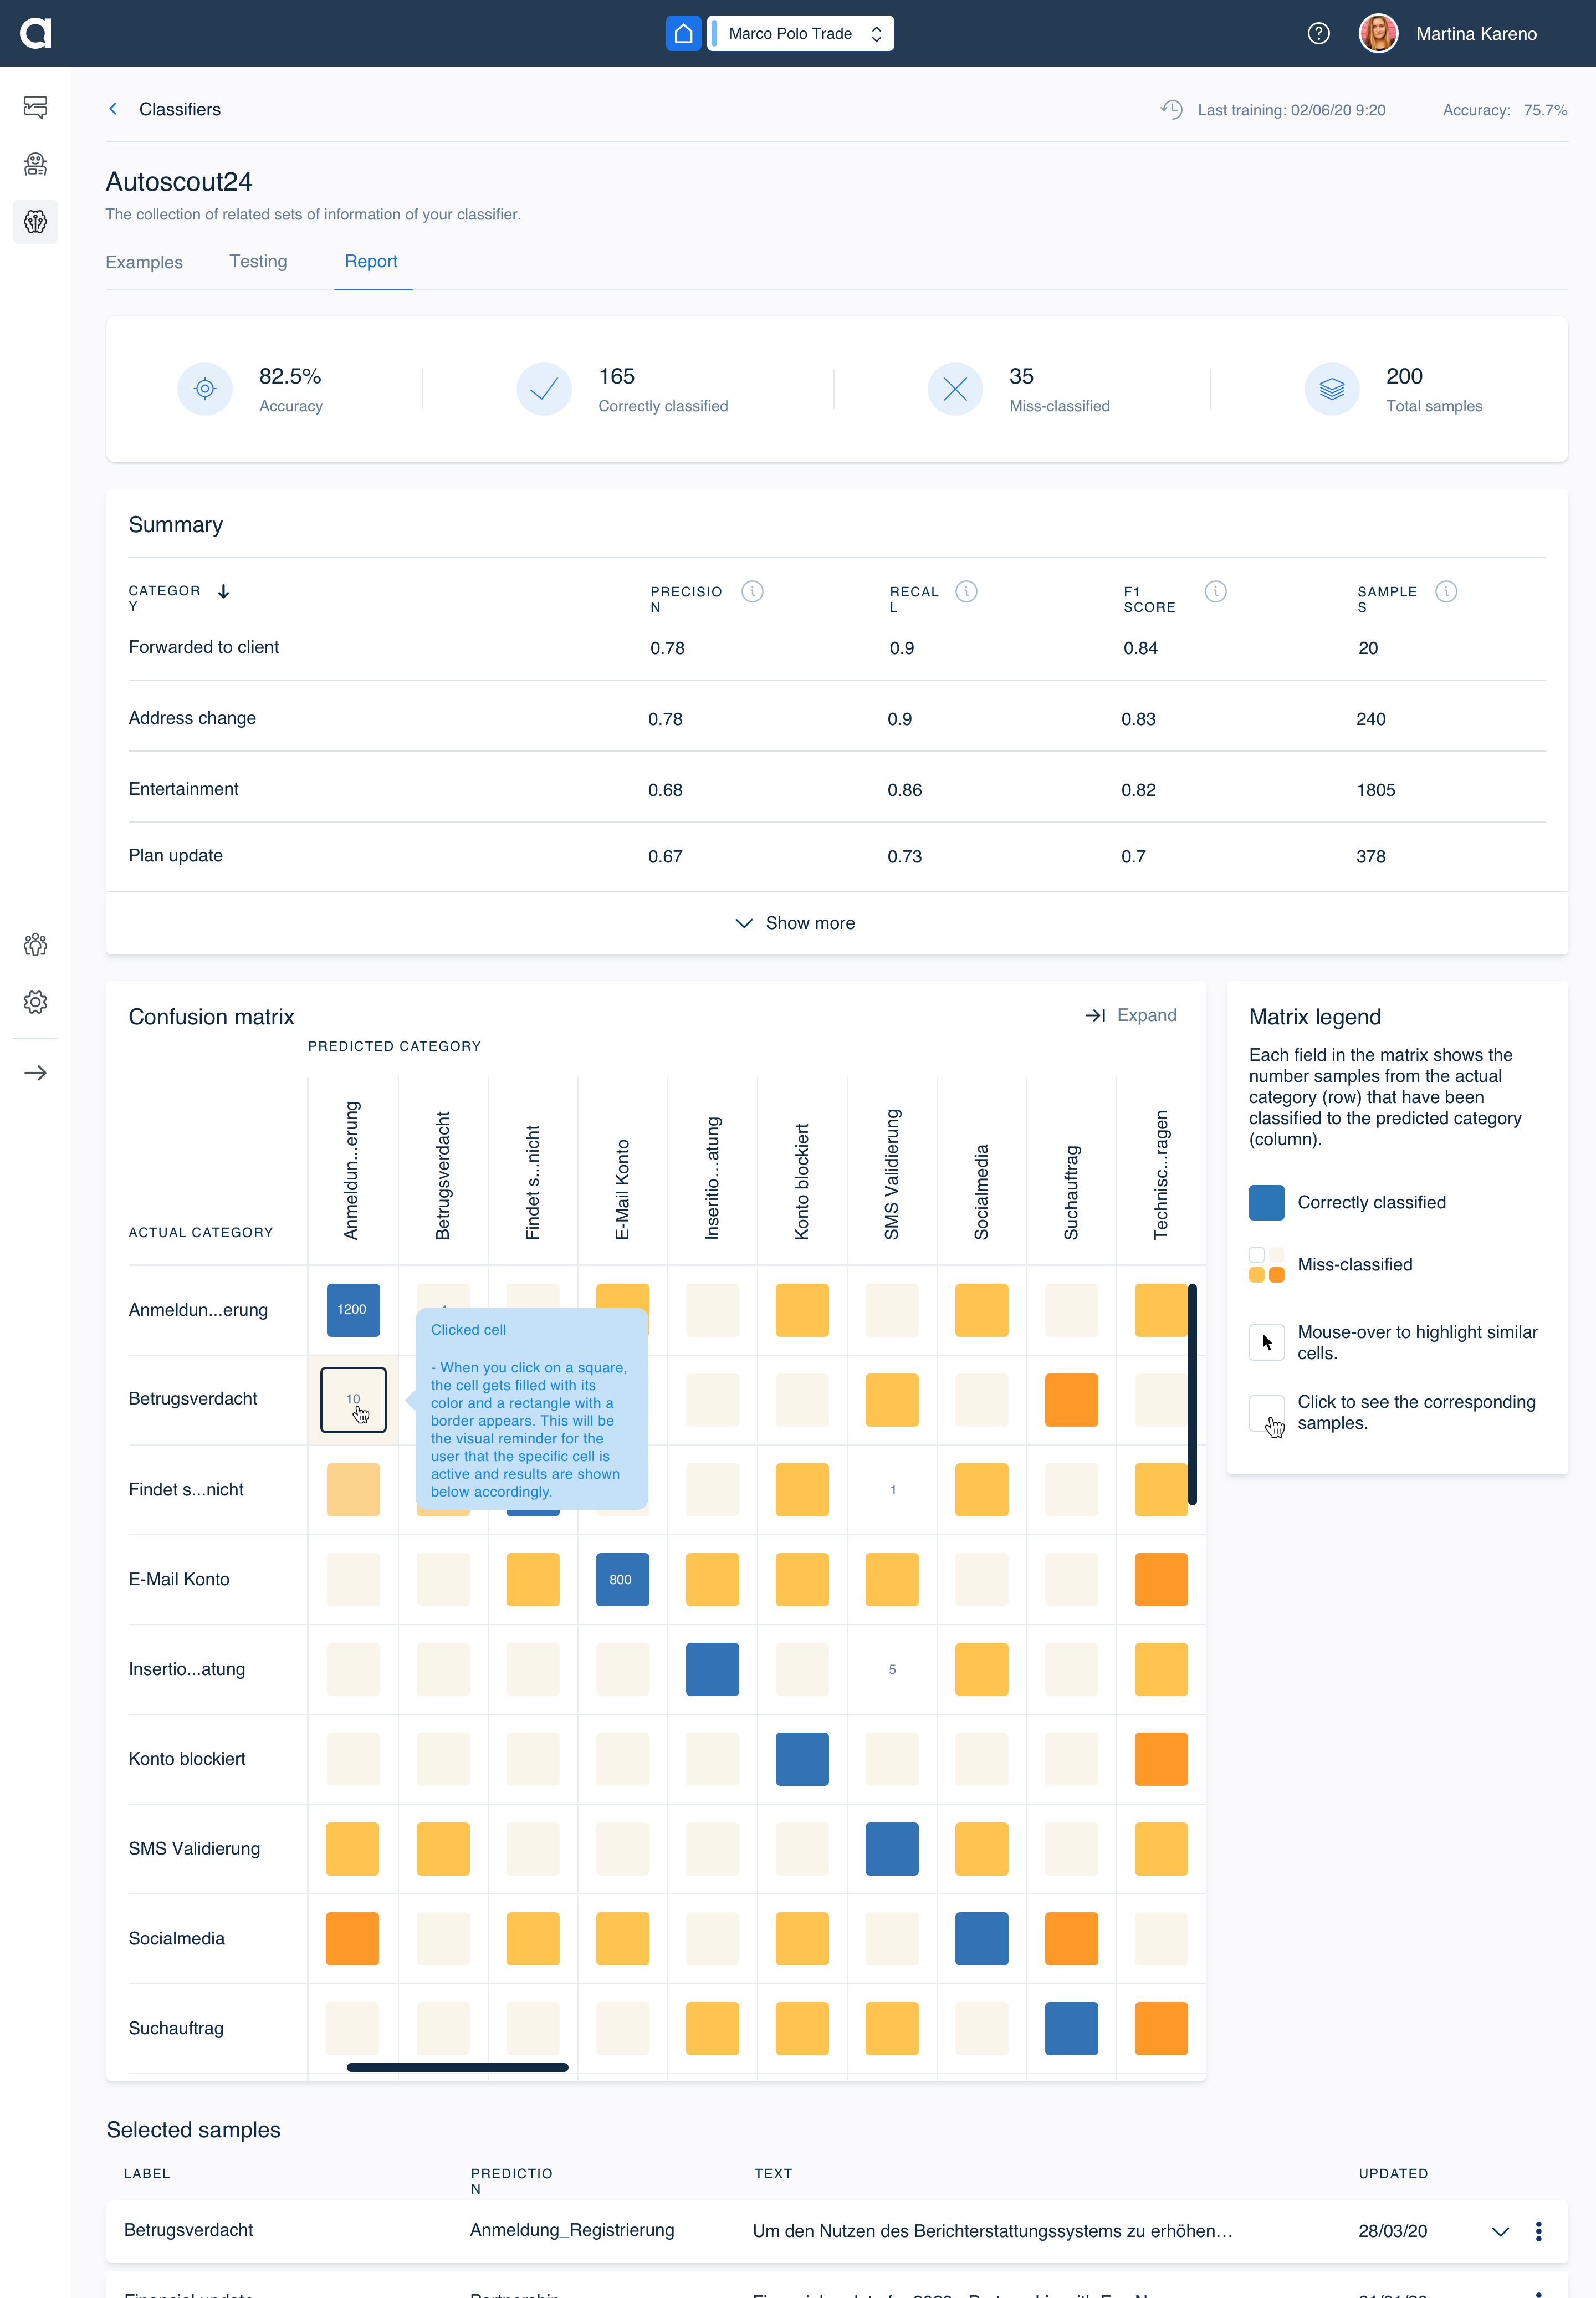 Marco Polo Trade
Martina Kareno
Classifiers
Last training: 02/06/20 9:20
Accuracy: 75.7%
Autoscout24
The collection of related sets of information of your classifier.
Examples
Testing
Report
82.5%
Accuracy
165
Correctly classified
35
Miss-classified
200
Total samples
Summary
CATEGOR
Y
PRECISIO
N
RECAL
L
F1
SCORE
SAMPLE
S
Forwarded to client 0.78 0.9 0.84 20
Address change 0.78 0.9 0.83 240
Entertainment 0.68 0.86 0.82 1805
Plan update 0.67 0.73 0.7 378
Show more
Confusion matrix
Expand
PREDICTED CATEGORY
ACTUAL CATEGORY
Anmeldun...erung
Betrugsverdacht
Findet s...nicht
E-Mail Konto
Inseritio...atung
Konto blockiert
SMS Validierung
Socialmedia
Suchauftrag
Technisc...ragen
Anmeldun...erung
1200
Betrugsverdacht
10
Clicked cell
- When you click on a square,
the cell gets filled with its
color and a rectangle with a
border appears. This will be
the visual reminder for the
user that the specific cell is
active and results are shown
below accordingly.
Findet s...nicht
1
E-Mail Konto
800
Insertio...atung
5
Konto blockiert
SMS Validierung
Socialmedia
Suchauftrag
Matrix legend
Each field in the matrix shows the
number samples from the actual
category (row) that have been
classified to the predicted category
(column).
Correctly classified
Miss-classified
Mouse-over to highlight similar
cells.
Click to see the corresponding
samples.
Selected samples
LABEL
PREDICTIO
N
TEXT
UPDATED
Betrugsverdacht
Anmeldung_Registrierung
Um den Nutzen des Berichterstattungssystems zu erhöhen...
28/03/20